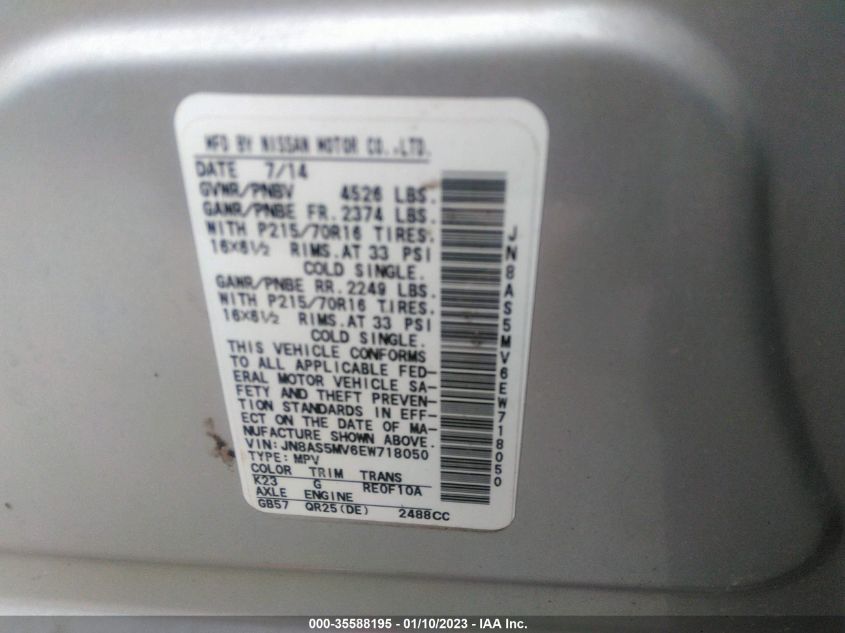 MFD BY NISSAN MOTOR CO.,LTD.
DATE 7/14
GVWR/PNBV 4526 LBS.
GAWR/PNBE FR. 2374 LBS.
WITH P215/70R16 TIRES.
16X6½ RIMS.AT 33 PSI
COLD SINGLE.
GAWR/PNBE RR. 2249 LBS.
WITH P215/70R16 TIRES.
16X6½ RIMS.AT 33 PSI
COLD SINGLE.
THIS VEHICLE CONFORMS
TO ALL APPLICABLE FED-
ERAL MOTOR VEHICLE SA-
FETY AND THEFT PREVEN-
TION STANDARDS IN EFF-
ECT ON THE DATE OF MA-
NUFACTURE SHOWN ABOVE.
VIN:JN8AS5MV6EW718050
TYPE:MPV
COLOR TRIM TRANS
K23 G RE0F10A
AXLE ENGINE
GB57 QR25(DE) 2488CC
JN8AS5MV6EW718050
000-35588195 - 01/10/2023 - IAA Inc.